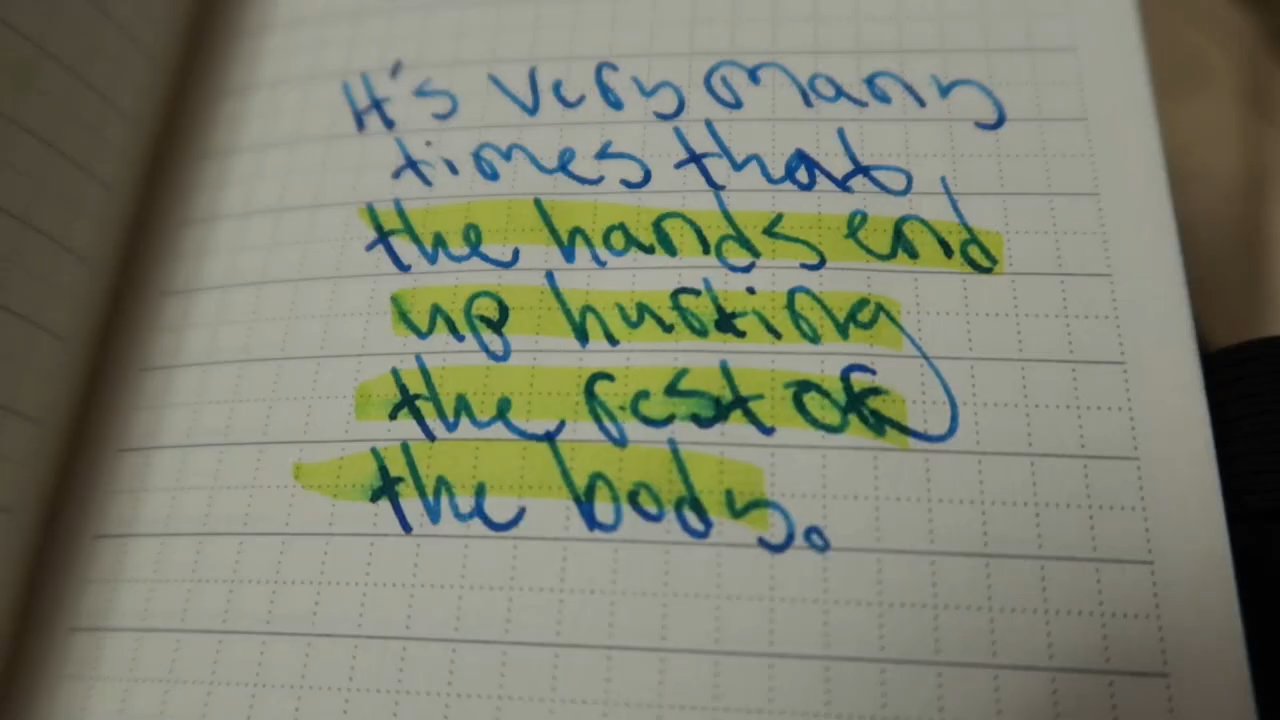 It's very many
times that
the hands end
up hurting
the rest of
the body.